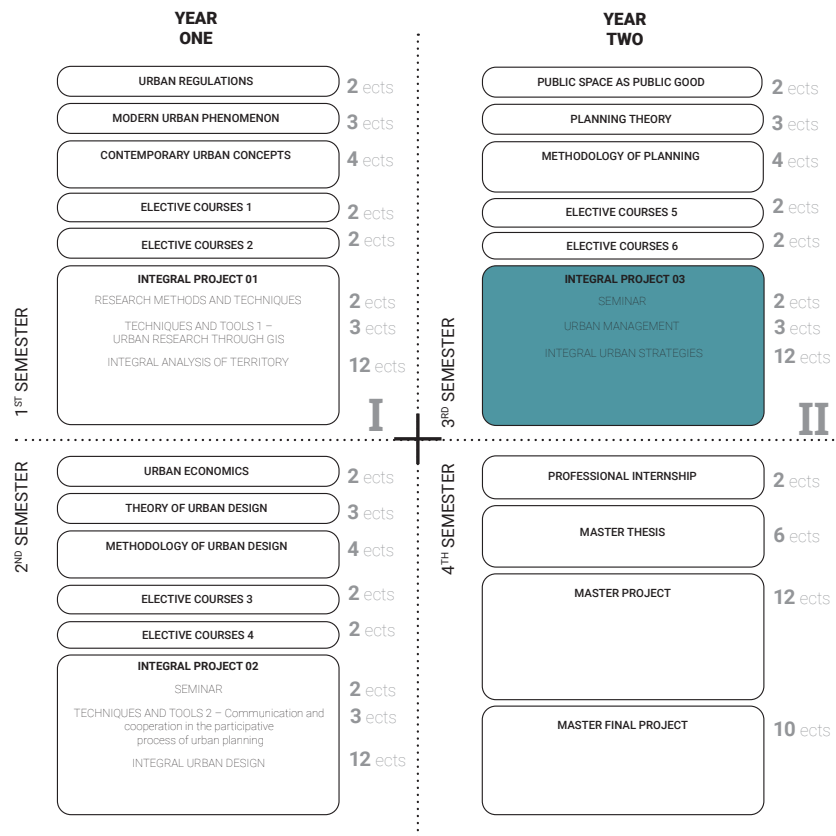 YEAR
ONE
URBAN REGULATIONS
2 ects
MODERN URBAN PHENOMENON
3 ects
CONTEMPORARY URBAN CONCEPTS
4 ects
ELECTIVE COURSES 1
2 ects
ELECTIVE COURSES 2
2 ects
INTEGRAL PROJECT 01
RESEARCH METHODS AND TECHNIQUES
2 ects
TECHNIQUES AND TOOLS 1 –
URBAN RESEARCH THROUGH GIS
3 ects
INTEGRAL ANALYSIS OF TERRITORY
12 ects
1ST SEMESTER
I
YEAR
TWO
PUBLIC SPACE AS PUBLIC GOOD
2 ects
PLANNING THEORY
3 ects
METHODOLOGY OF PLANNING
4 ects
ELECTIVE COURSES 5
2 ects
ELECTIVE COURSES 6
2 ects
INTEGRAL PROJECT 03
SEMINAR
2 ects
URBAN MANAGEMENT
3 ects
INTEGRAL URBAN STRATEGIES
12 ects
3RD SEMESTER
II
2ND SEMESTER
URBAN ECONOMICS
2 ects
THEORY OF URBAN DESIGN
3 ects
METHODOLOGY OF URBAN DESIGN
4 ects
ELECTIVE COURSES 3
2 ects
ELECTIVE COURSES 4
2 ects
INTEGRAL PROJECT 02
SEMINAR
2 ects
TECHNIQUES AND TOOLS 2 – Communication and
cooperation in the participative
process of urban planning
3 ects
INTEGRAL URBAN DESIGN
12 ects
4TH SEMESTER
PROFESSIONAL INTERNSHIP
2 ects
MASTER THESIS
6 ects
MASTER PROJECT
12 ects
MASTER FINAL PROJECT
10 ects